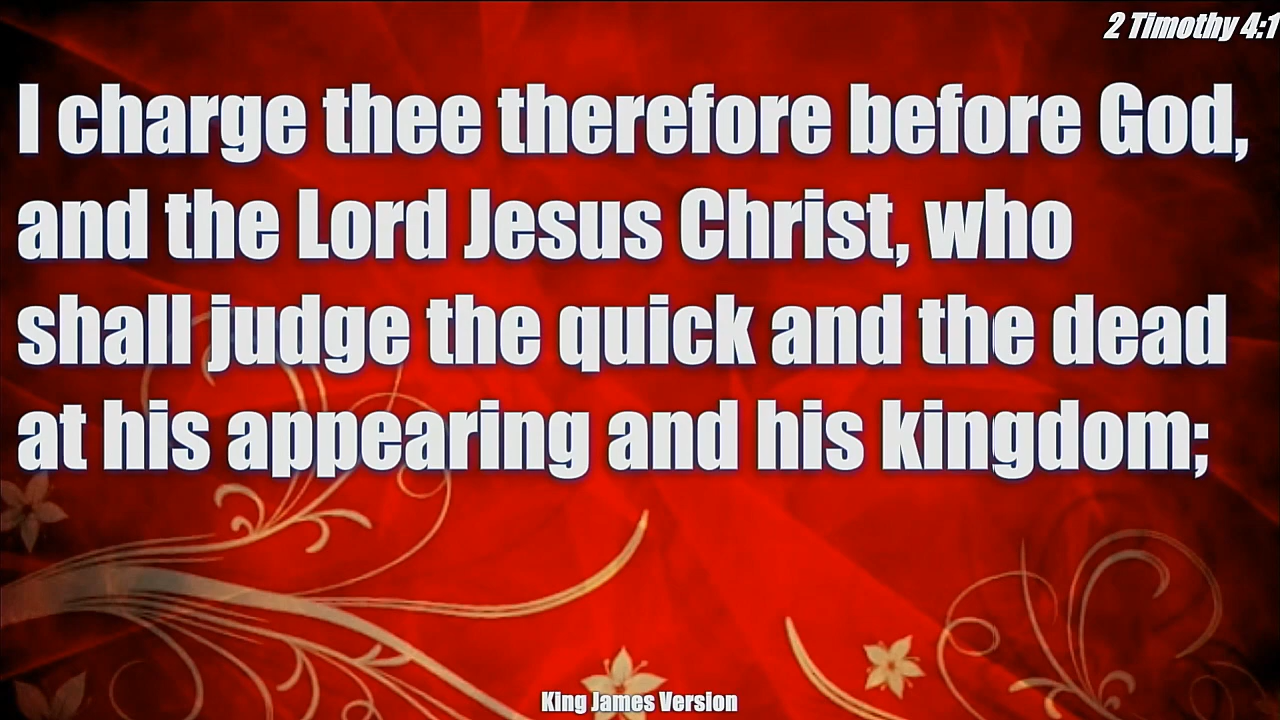 2 Timothy 4:1
I charge thee therefore before God,
and the Lord Jesus Christ, who
shall judge the quick and the dead
at his appearing and his kingdom;
King James Version